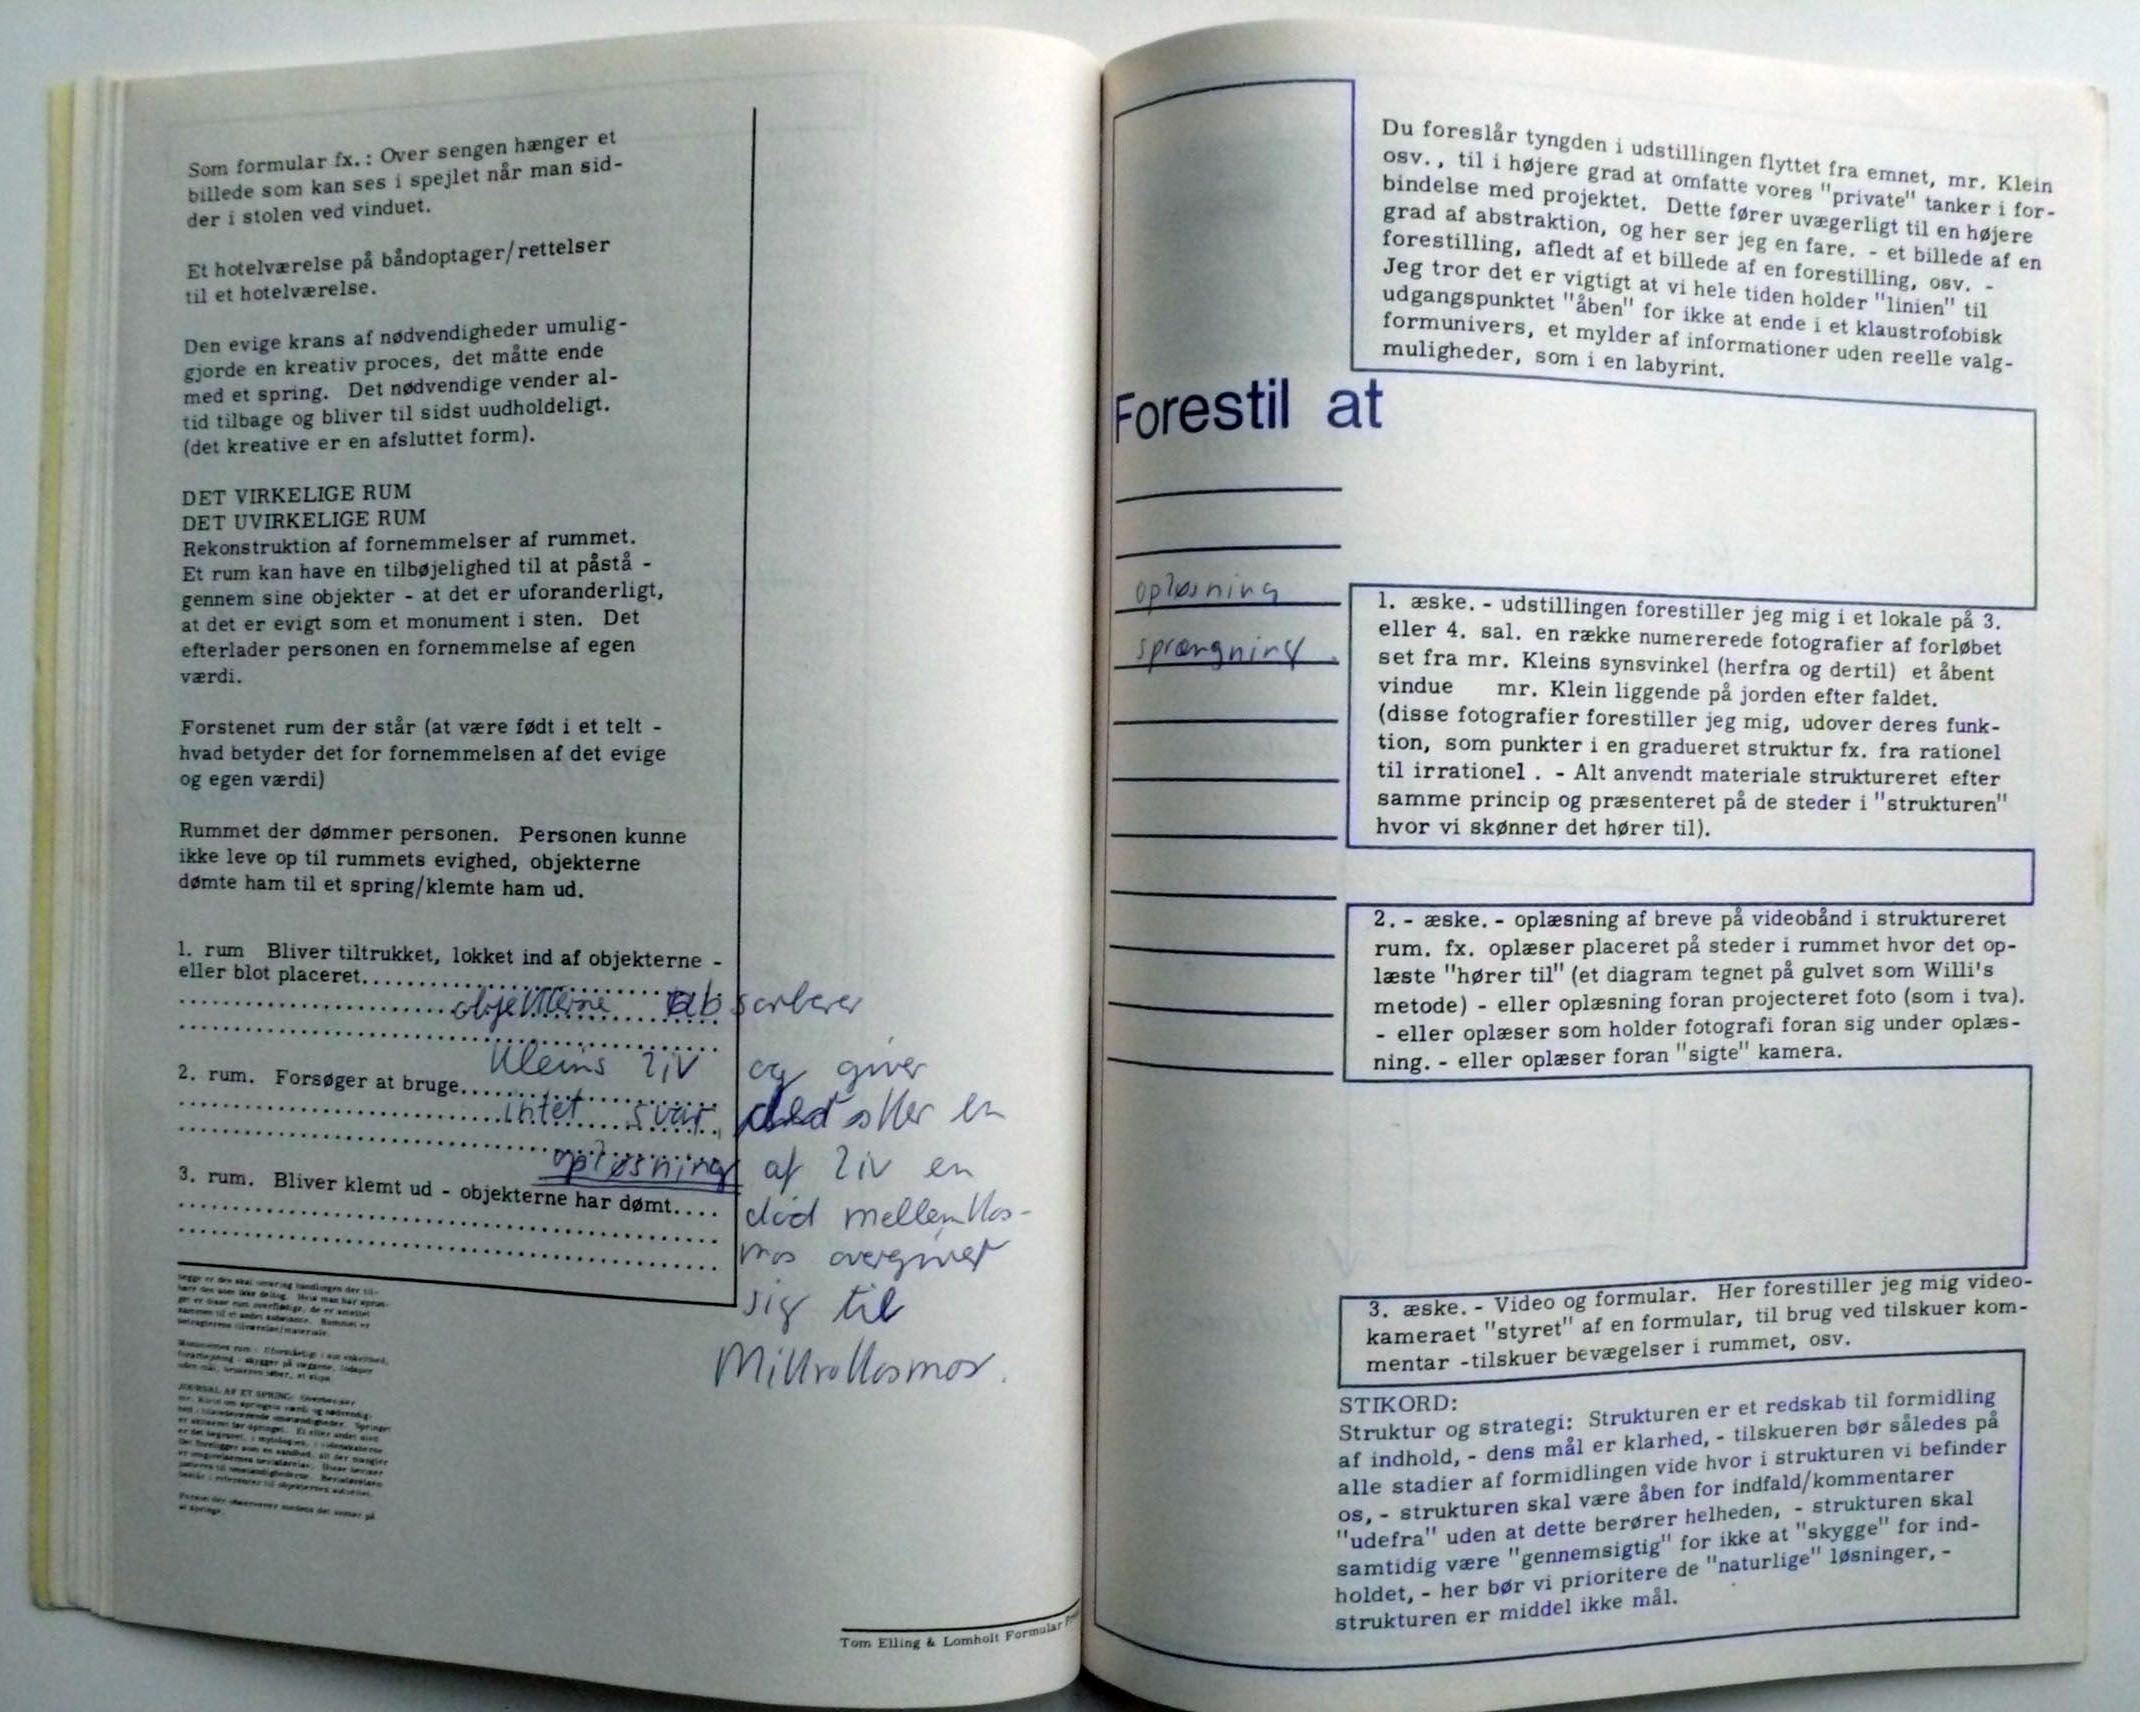 Som formular fx.: Over sengen hænger et
billede som kan ses i spejlet når man sid-
der i stolen ved vinduet.
Et hotelværelse på båndoptager/rettelser
til et hotelværelse.
Den evige krans af nødvendigheder umulig-
gjorde en kreativ proces, det måtte ende
med et spring. Det nødvendige vender al-
tid tilbage og bliver til sidst uudholdeligt.
(det kreative er en afsluttet form).
DET VIRKELIGE RUM
DET UVIRKELIGE RUM
Rekonstruktion af fornemmelser af rummet.
Et rum kan have en tilbøjelighed til at påstå -
gennem sine objekter - at det er uforanderligt,
at det er evigt som et monument i sten. Det
efterlader personen en fornemmelse af egen
værdi.
Forstenet rum der står (at være født i et telt -
hvad betyder det for fornemmelsen af det evige
og egen værdi)
Rummet der dømmer personen. Personen kunne
ikke leve op til rummets evighed, objekterne
dømte ham til et spring/klemte ham ud.
1. rum Bliver tiltrukket, lokket ind af objekterne -
eller blot placeret....................................
objekterne absorberer
Kleins liv og giver
2. rum. Forsøger at bruge..........................
intet svar, eller en
opløsning af liv en
3. rum. Bliver klemt ud - objekterne har dømt....
død mellemkos-
mos overgivet
sig til
Mikrokosmos.
JOURNAL AF ET SPRING:
Tom Elling & Lomholt Formular
Du foreslår tyngden i udstillingen flyttet fra emnet, mr. Klein
osv., til i højere grad at omfatte vores "private" tanker i for-
bindelse med projektet. Dette fører uvægerligt til en højere
grad af abstraktion, og her ser jeg en fare. - et billede af en
forestilling, afledt af et billede af en forestilling, osv. -
Jeg tror det er vigtigt at vi hele tiden holder "linien" til
udgangspunktet "åben" for ikke at ende i et klaustrofobisk
formunivers, et mylder af informationer uden reelle valg-
muligheder, som i en labyrint.
Forestil at
opløsning
sprængning
1. æske. - udstillingen forestiller jeg mig i et lokale på 3.
eller 4. sal. en række numererede fotografier af forløbet
set fra mr. Kleins synsvinkel (herfra og dertil) et åbent
vindue mr. Klein liggende på jorden efter faldet.
(disse fotografier forestiller jeg mig, udover deres funk-
tion, som punkter i en gradueret struktur fx. fra rationel
til irrationel . - Alt anvendt materiale struktureret efter
samme princip og præsenteret på de steder i "strukturen"
hvor vi skønner det hører til).
2. - æske. - oplæsning af breve på videobånd i struktureret
rum. fx. oplæser placeret på steder i rummet hvor det op-
læste "hører til" (et diagram tegnet på gulvet som Willi's
metode) - eller oplæsning foran projecteret foto (som i tva).
- eller oplæser som holder fotografi foran sig under oplæs-
ning. - eller oplæser foran "sigte" kamera.
3. æske. - Video og formular. Her forestiller jeg mig video-
kameraet "styret" af en formular, til brug ved tilskuer kom-
mentar -tilskuer bevægelser i rummet, osv.
STIKORD:
Struktur og strategi: Strukturen er et redskab til formidling
af indhold, - dens mål er klarhed, - tilskueren bør således på
alle stadier af formidlingen vide hvor i strukturen vi befinder
os, - strukturen skal være åben for indfald/kommentarer
"udefra" uden at dette berører helheden, - strukturen skal
samtidig være "gennemsigtig" for ikke at "skygge" for ind-
holdet, - her bør vi prioritere de "naturlige" løsninger, -
strukturen er middel ikke mål.